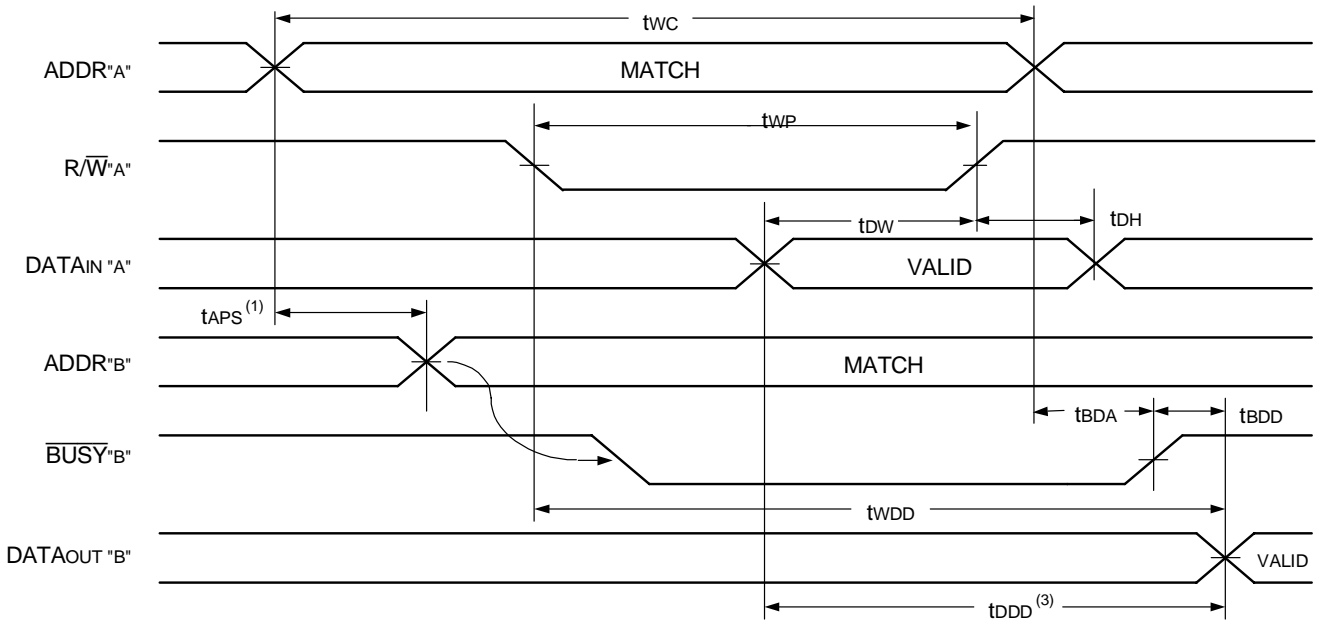 tWC
ADDR"A"
MATCH
tWP
R/W̅"A"
tDW
tDH
DATAIN "A"
VALID
tAPS (1)
ADDR"B"
MATCH
tBDA
tBDD
B̅U̅S̅Y̅"B"
tWDD
DATAOUT "B"
VALID
tDDD (3)